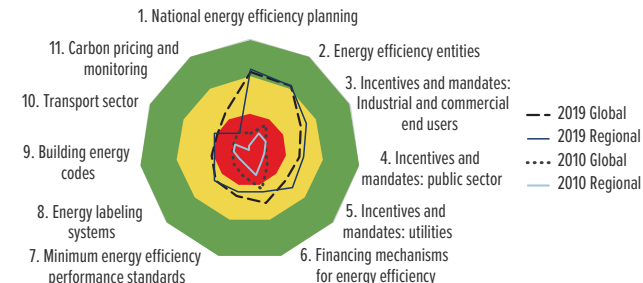 1. National energy efficiency planning
2. Energy efficiency entities
3. Incentives and mandates:
Industrial and commercial
end users
4. Incentives and
mandates: public sector
5. Incentives and
mandates: utilities
6. Financing mechanisms
for energy efficiency
7. Minimum energy efficiency
performance standards
8. Energy labeling
systems
9. Building energy
codes
10. Transport sector
11. Carbon pricing and
monitoring
2019 Global
2019 Regional
2010 Global
2010 Regional